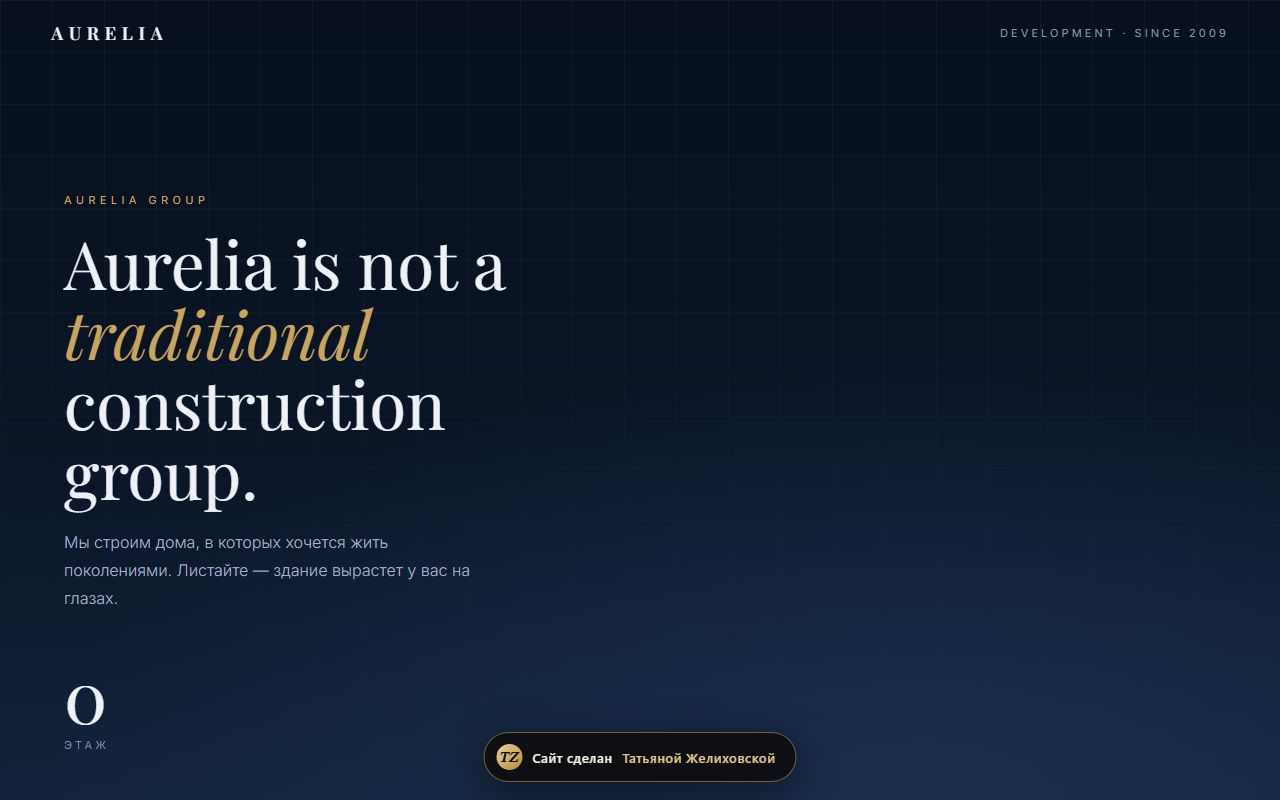 AURELIA
DEVELOPMENT · SINCE 2009
AURELIA GROUP
Aurelia is not a
traditional
construction
group.
Мы строим дома, в которых хочется жить
поколениями. Листайте — здание вырастет у вас на
глазах.
0
ЭТАЖ
TZ Сайт сделан Татьяной Желиховской